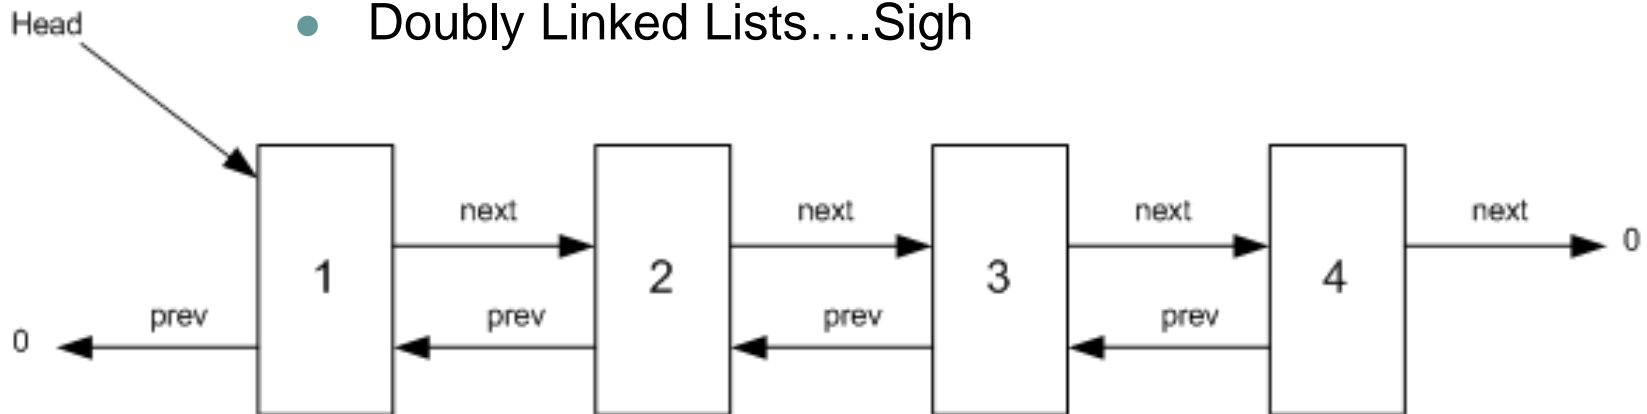 Head
● Doubly Linked Lists….Sigh
next next next next
1 2 3 4 0
prev prev prev prev
0